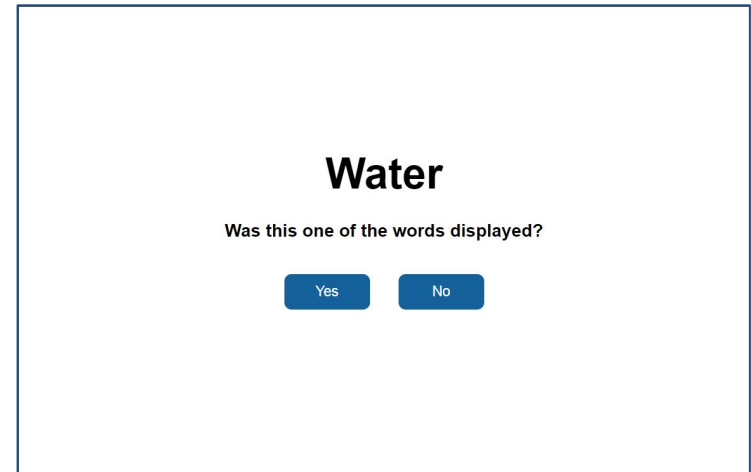 Water
Was this one of the words displayed?
Yes No